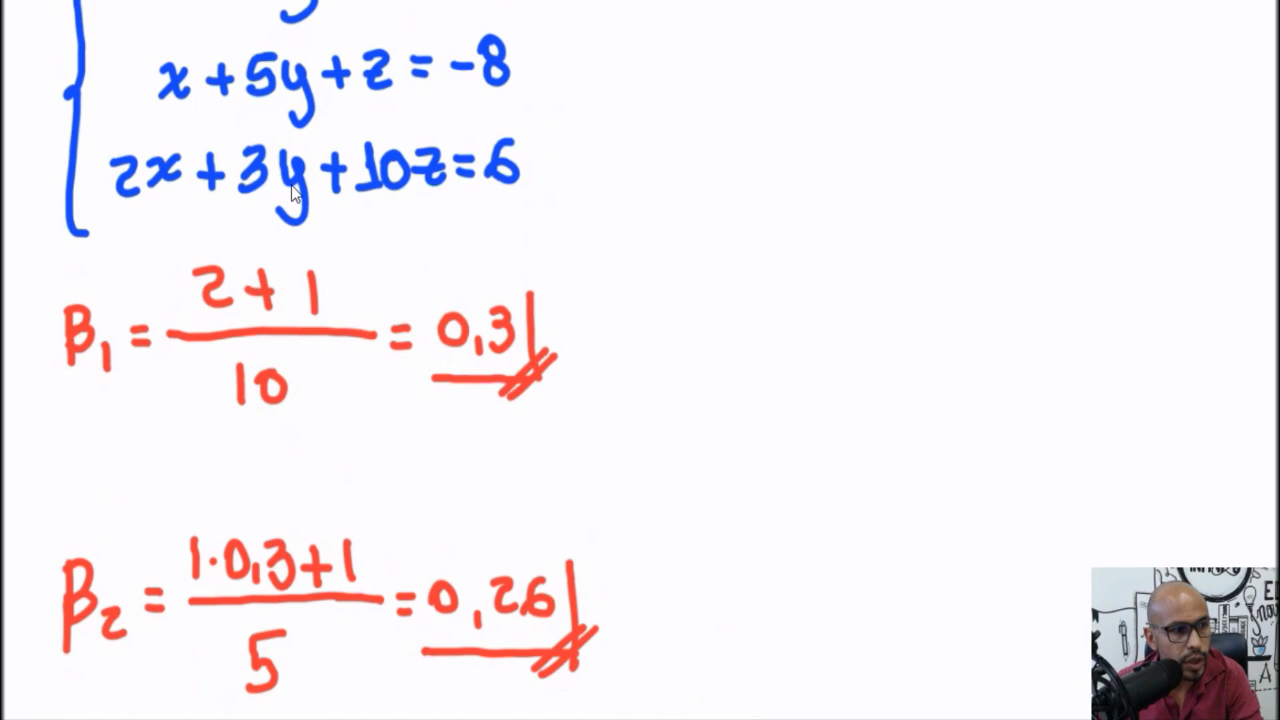 x + 5y + z = -8
2x + 3y + 10z = 6
B₁ = (2 + 1)/10 = 0,3
β₂ = (1·0,3 + 1)/5 = 0,26